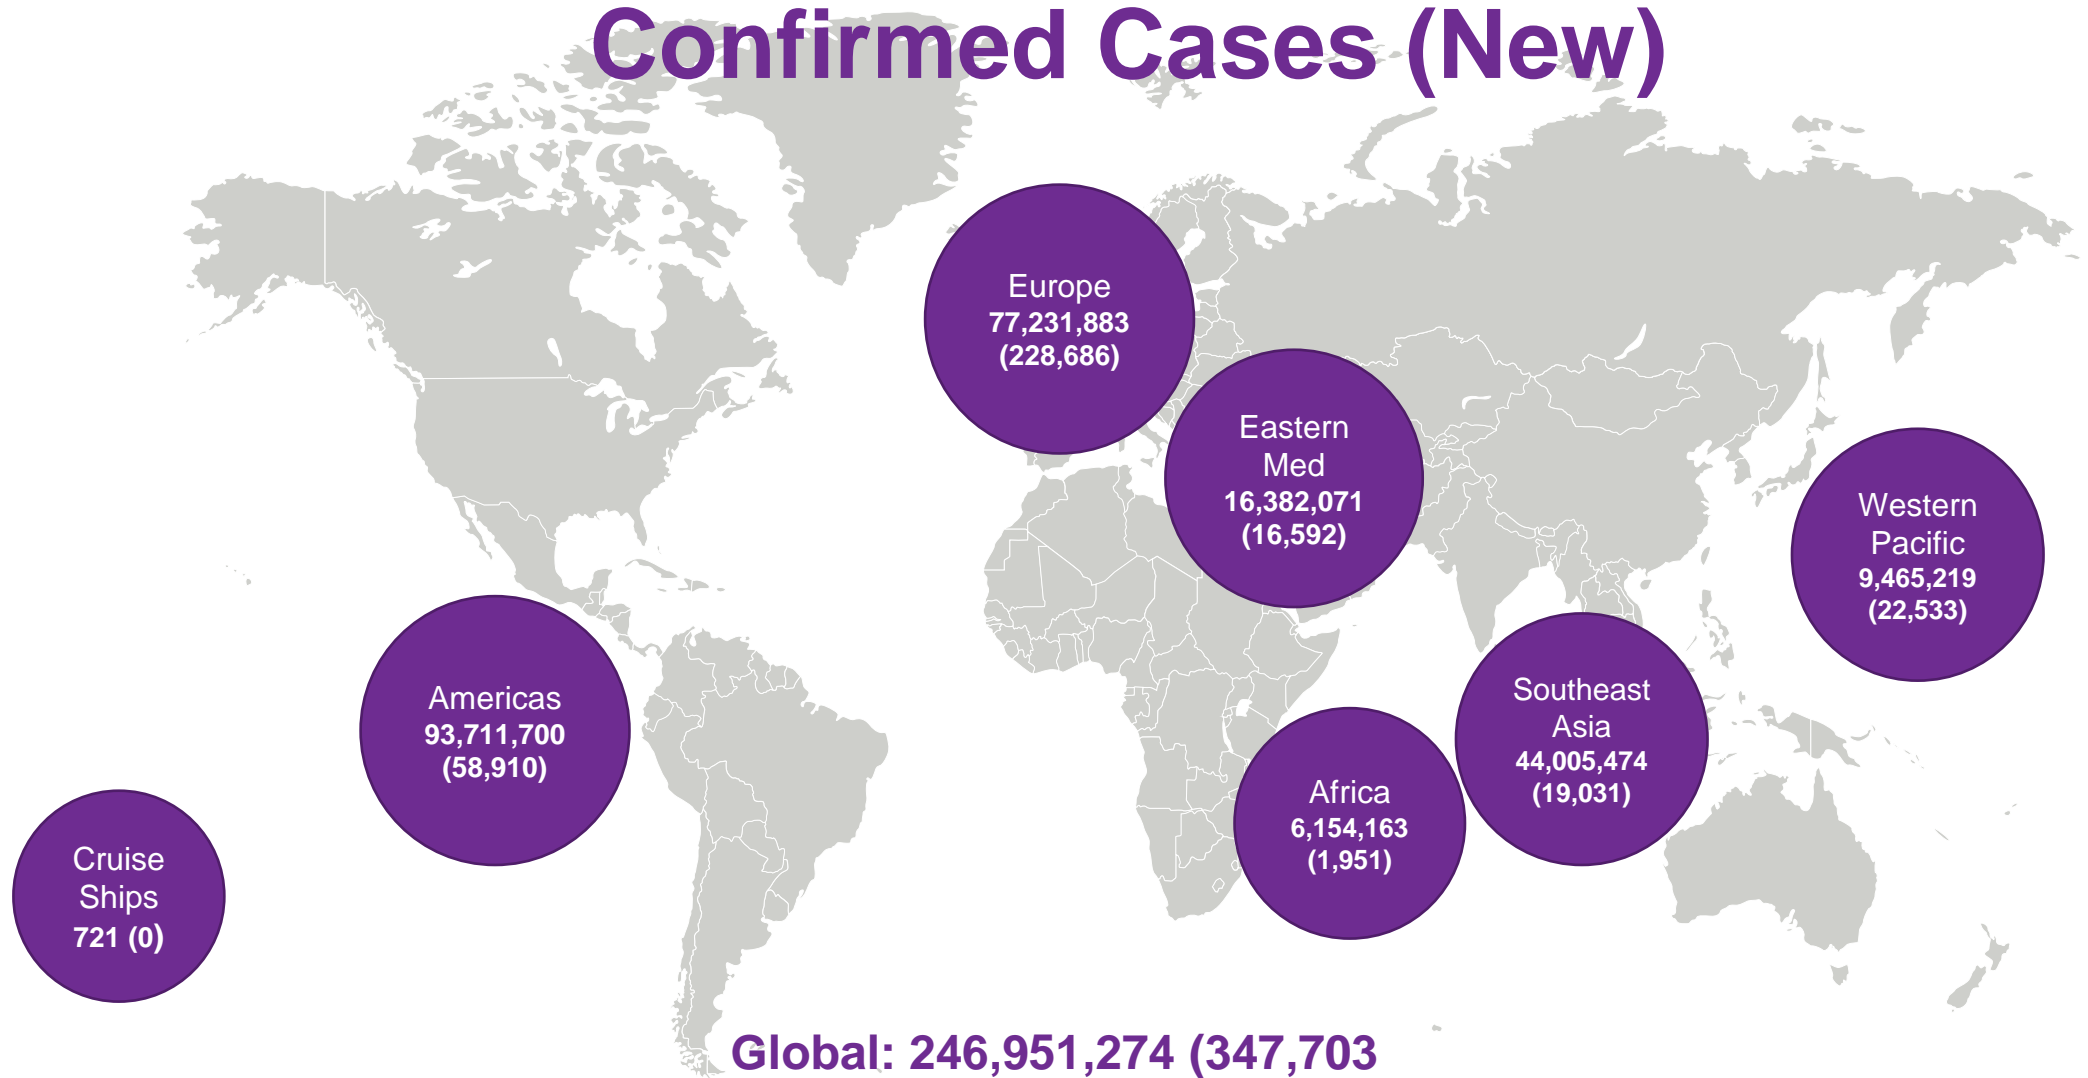 Confirmed Cases (New)
Europe
77,231,883
(228,686)
Eastern
Med
16,382,071
(16,592)
Western
Pacific
9,465,219
(22,533)
Americas
93,711,700
(58,910)
Southeast
Asia
44,005,474
(19,031)
Africa
6,154,163
(1,951)
Cruise
Ships
721 (0)
Global: 246,951,274 (347,703